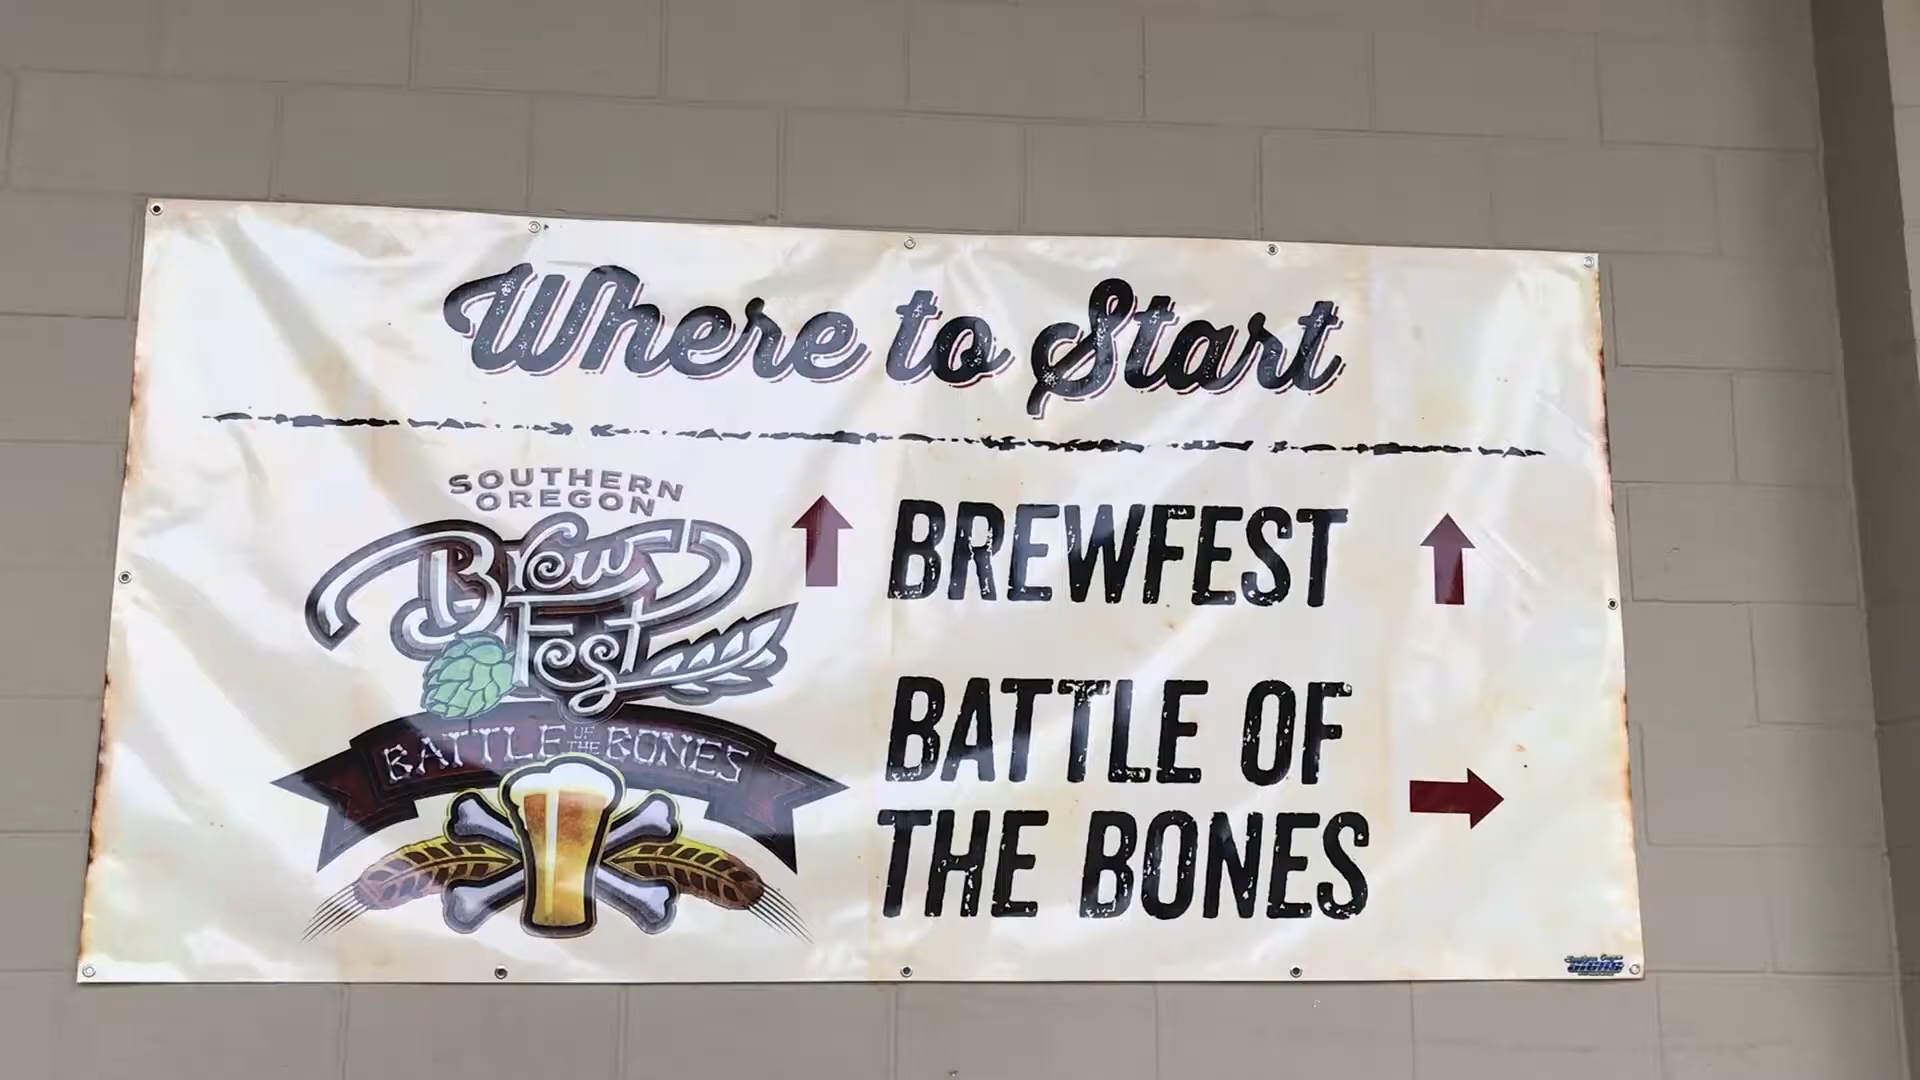 Where to Start
SOUTHERN
OREGON
Brew
Fest
BATTLE OF THE BONES
BREWFEST
BATTLE OF
THE BONES